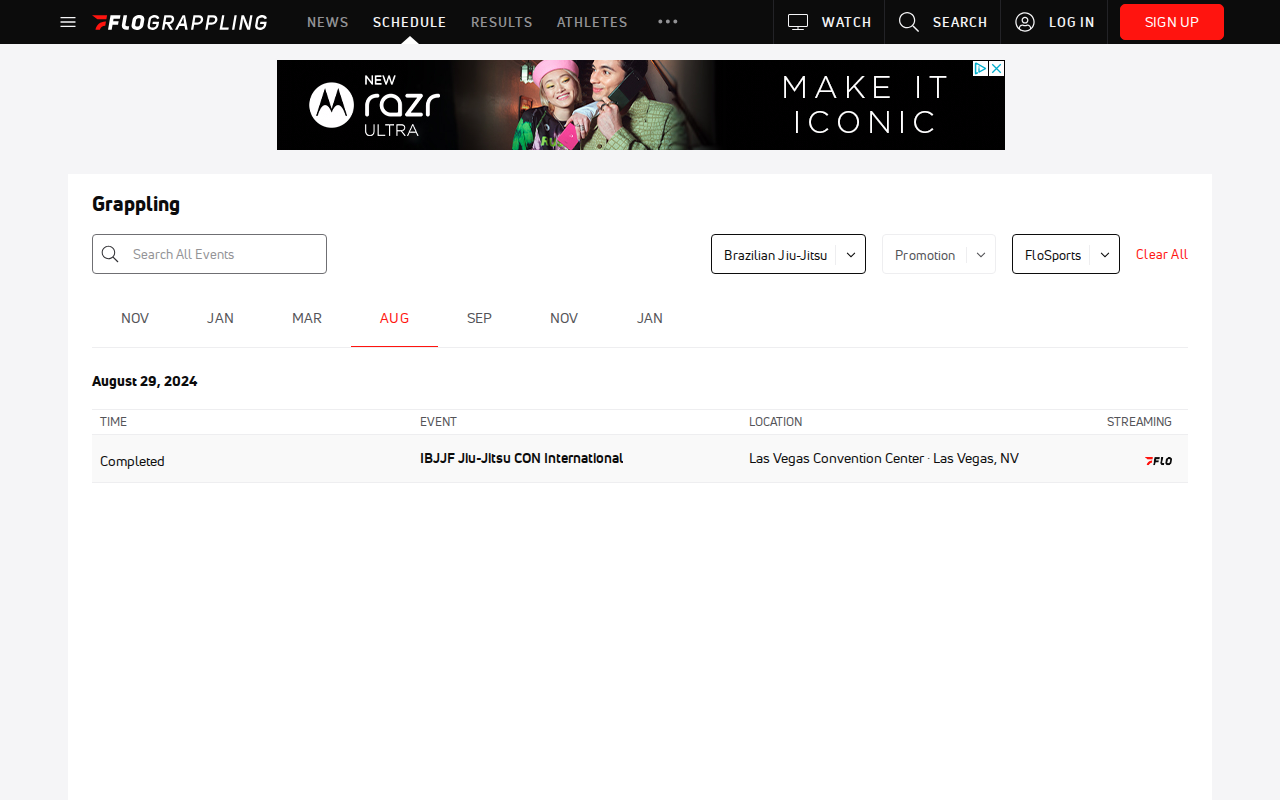 FLOGRAPPLING NEWS SCHEDULE RESULTS ATHLETES WATCH SEARCH LOG IN SIGN UP
NEW
razr
ULTRA
MAKE IT
ICONIC
Grappling
Search All Events
Brazilian Jiu-Jitsu Promotion FloSports Clear All
NOV JAN MAR AUG SEP NOV JAN
August 29, 2024
TIME EVENT LOCATION STREAMING
Completed IBJJF Jiu-Jitsu CON International Las Vegas Convention Center · Las Vegas, NV FLO